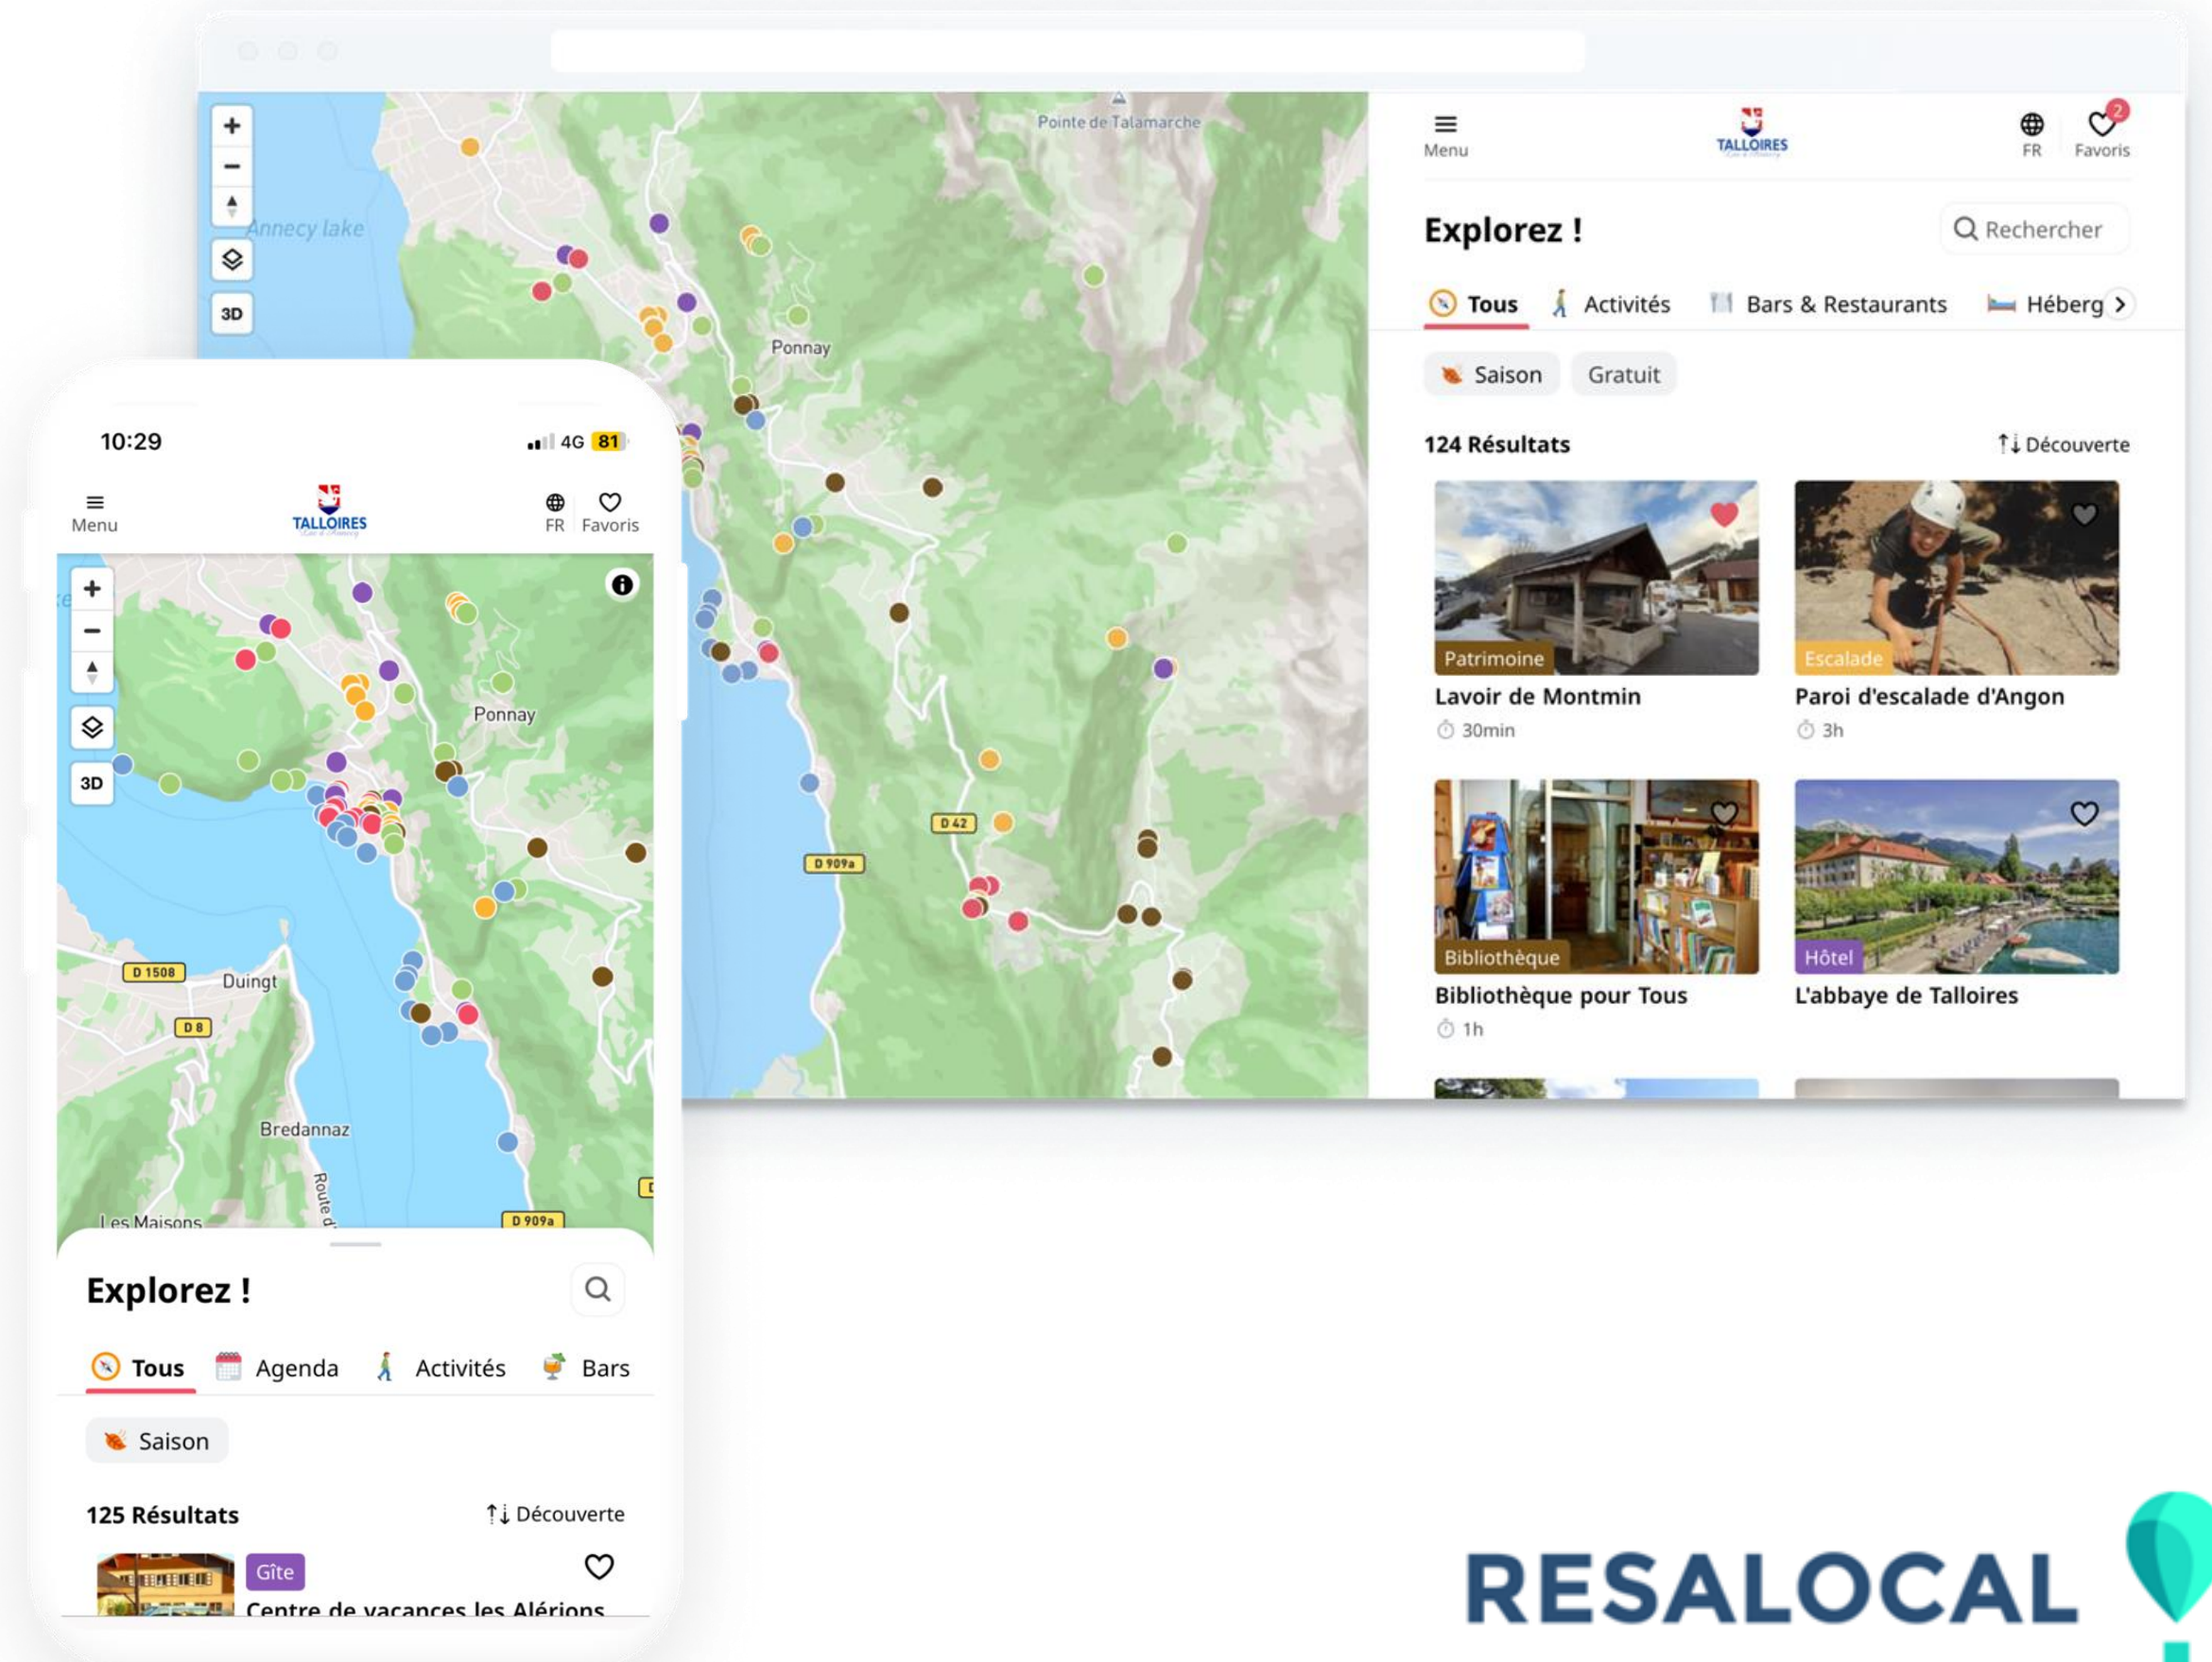 Pointe de Talamarche
Annecy lake
3D
Ponnay
D 42
D 909a
Menu
TALLOIRES
FR
2
Favoris
Explorez !
Rechercher
Tous
Activités
Bars & Restaurants
Héberg
Saison
Gratuit
124 Résultats
Découverte
Patrimoine
Lavoir de Montmin
30min
Escalade
Paroi d'escalade d'Angon
3h
Bibliothèque
Bibliothèque pour Tous
1h
Hôtel
L'abbaye de Talloires
10:29
4G 81
Menu
TALLOIRES
FR
Favoris
3D
Ponnay
D 1508
Duingt
D 8
Bredannaz
Route d'
Les Maisons
D 909a
Explorez !
Tous
Agenda
Activités
Bars
Saison
125 Résultats
Découverte
Gîte
Centre de vacances les Alérions
RESALOCAL